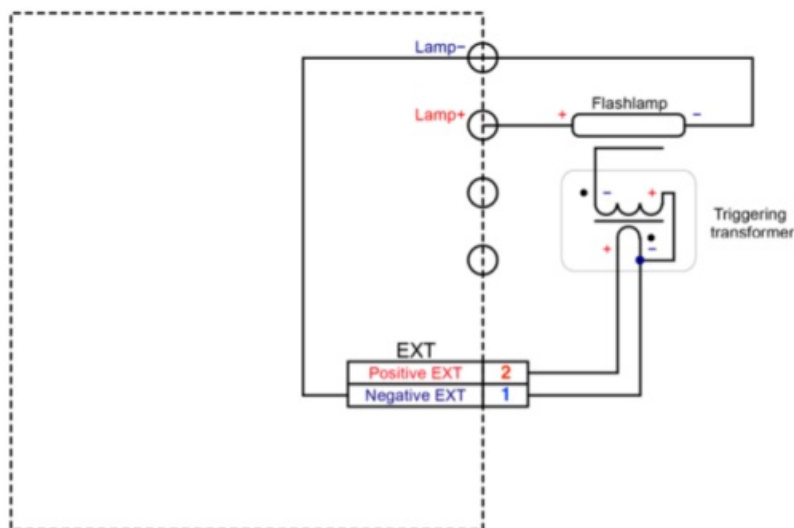 Lamp−
Lamp+
+
Flashlamp
−
−
+
Triggering
transformer
+
−
EXT
Positive EXT 2
Negative EXT 1